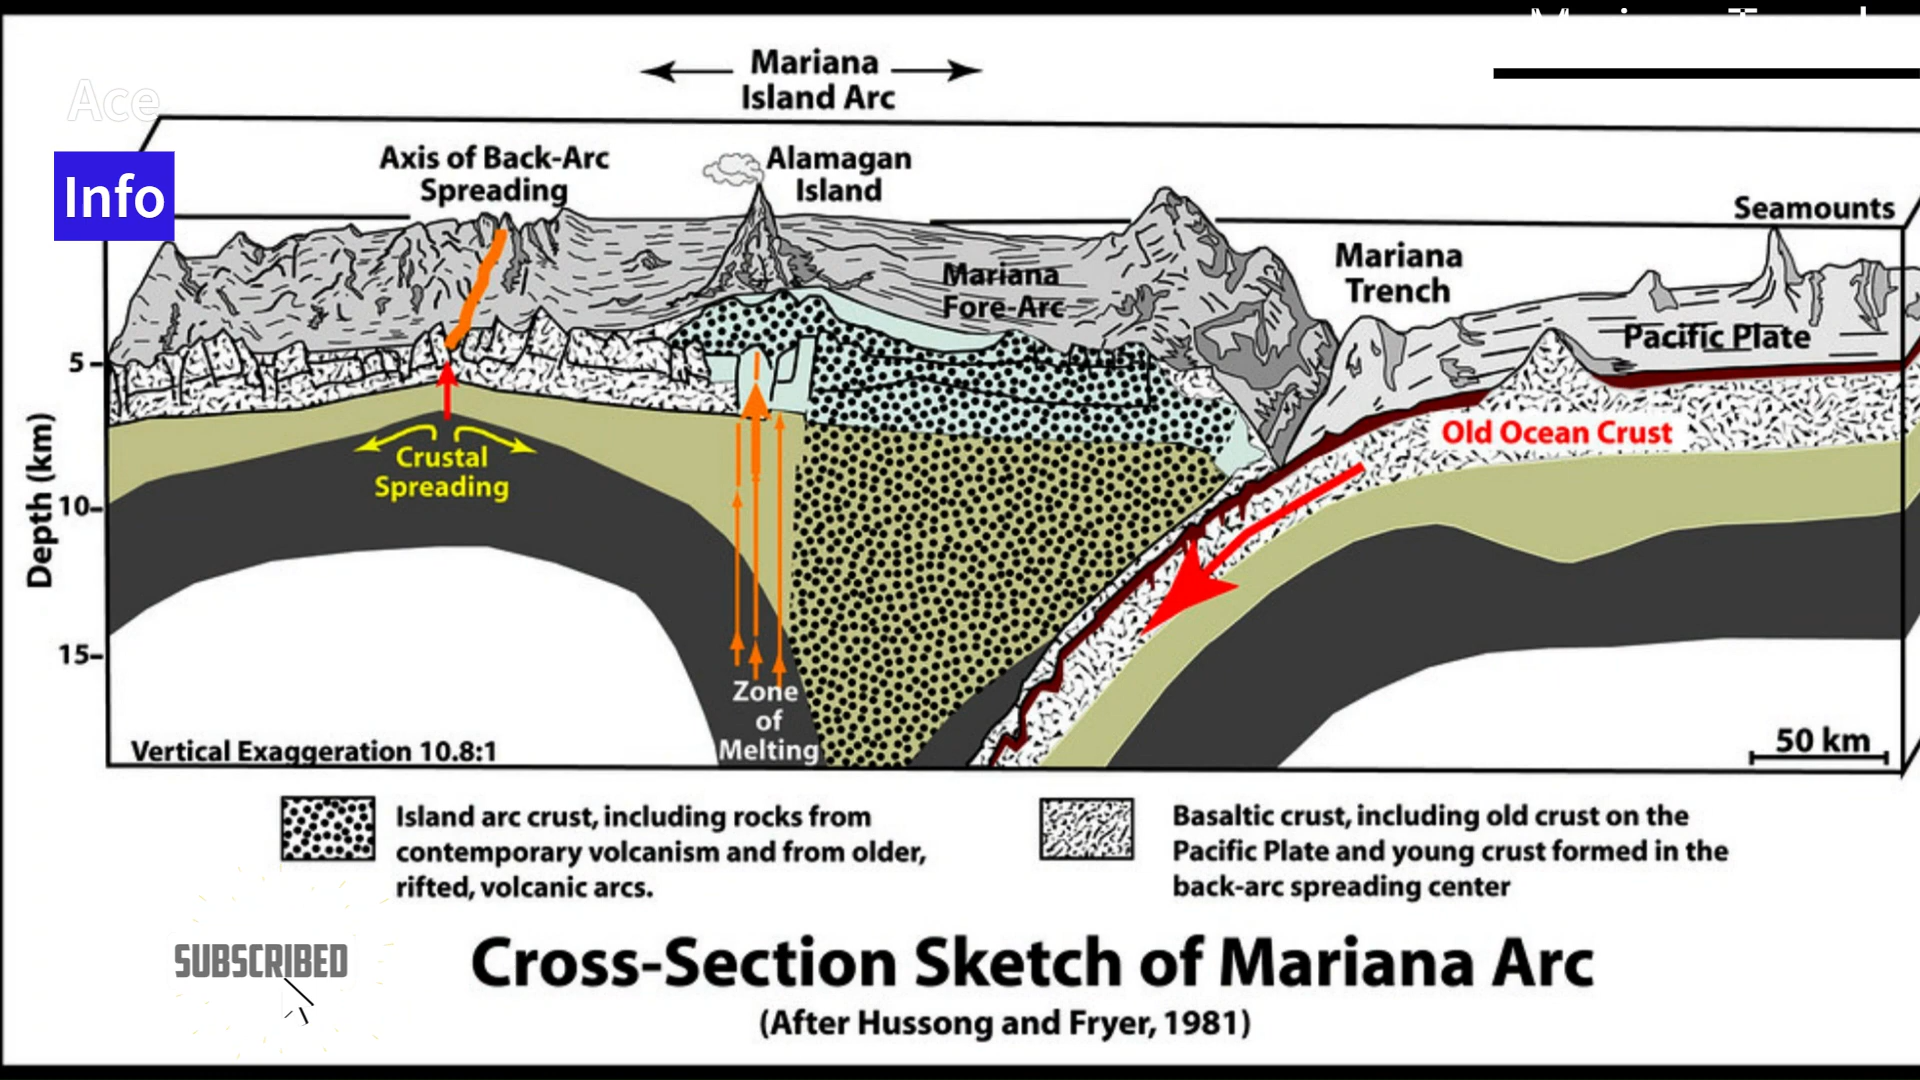 Mariana
Island Arc
Ace
Info
Axis of Back-Arc
Spreading
Alamagan
Island
Seamounts
Mariana
Trench
Mariana
Fore-Arc
Pacific Plate
5
Old Ocean Crust
Crustal
Spreading
Depth (km)
10
15
Zone
of
Melting
Vertical Exaggeration 10.8:1
50 km
Island arc crust, including rocks from
contemporary volcanism and from older,
rifted, volcanic arcs.
Basaltic crust, including old crust on the
Pacific Plate and young crust formed in the
back-arc spreading center
SUBSCRIBED
Cross-Section Sketch of Mariana Arc
(After Hussong and Fryer, 1981)